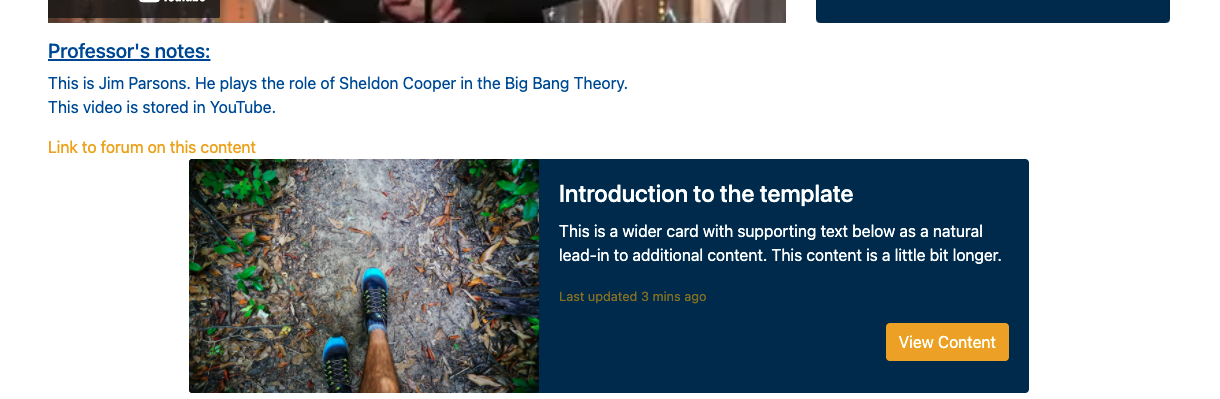 YouTube
Professor's notes:
This is Jim Parsons. He plays the role of Sheldon Cooper in the Big Bang Theory.
This video is stored in YouTube.
Link to forum on this content
Introduction to the template
This is a wider card with supporting text below as a natural
lead-in to additional content. This content is a little bit longer.
Last updated 3 mins ago
View Content